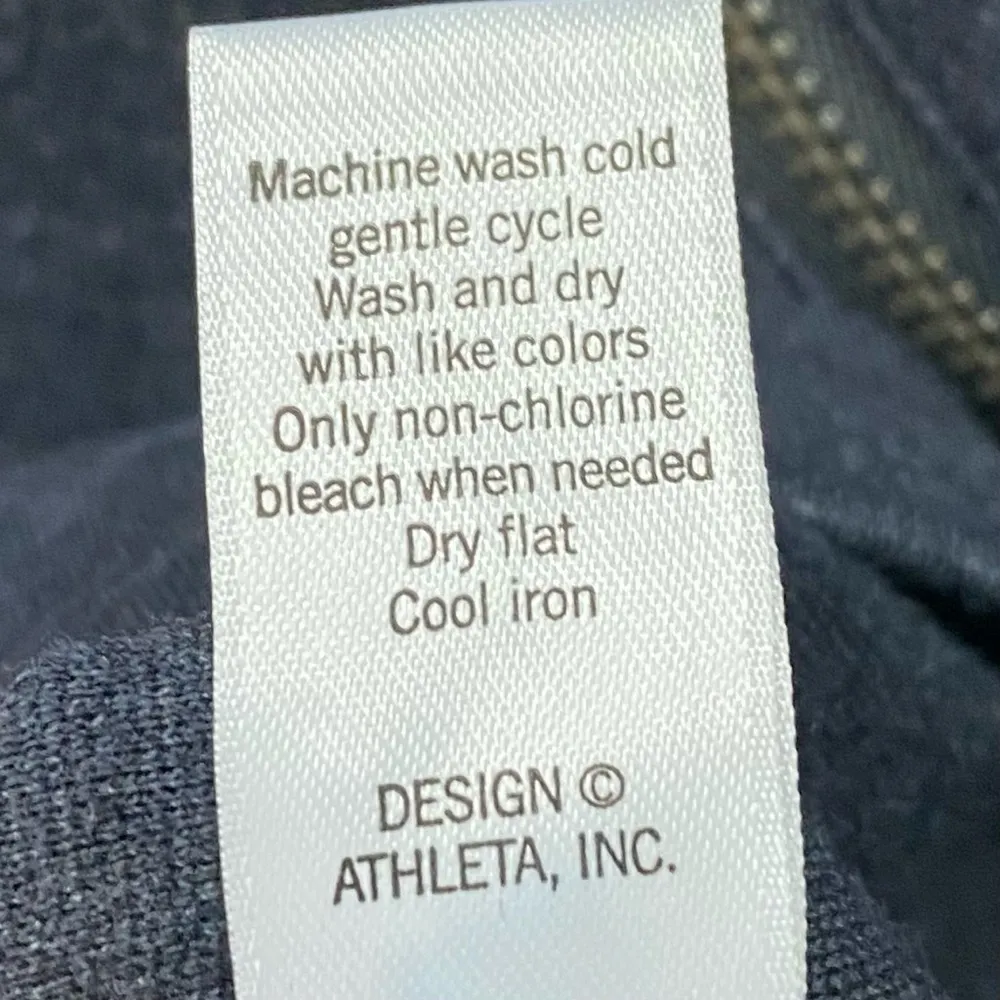 Machine wash cold
gentle cycle
Wash and dry
with like colors
Only non-chlorine
bleach when needed
Dry flat
Cool iron
DESIGN ©
ATHLETA, INC.